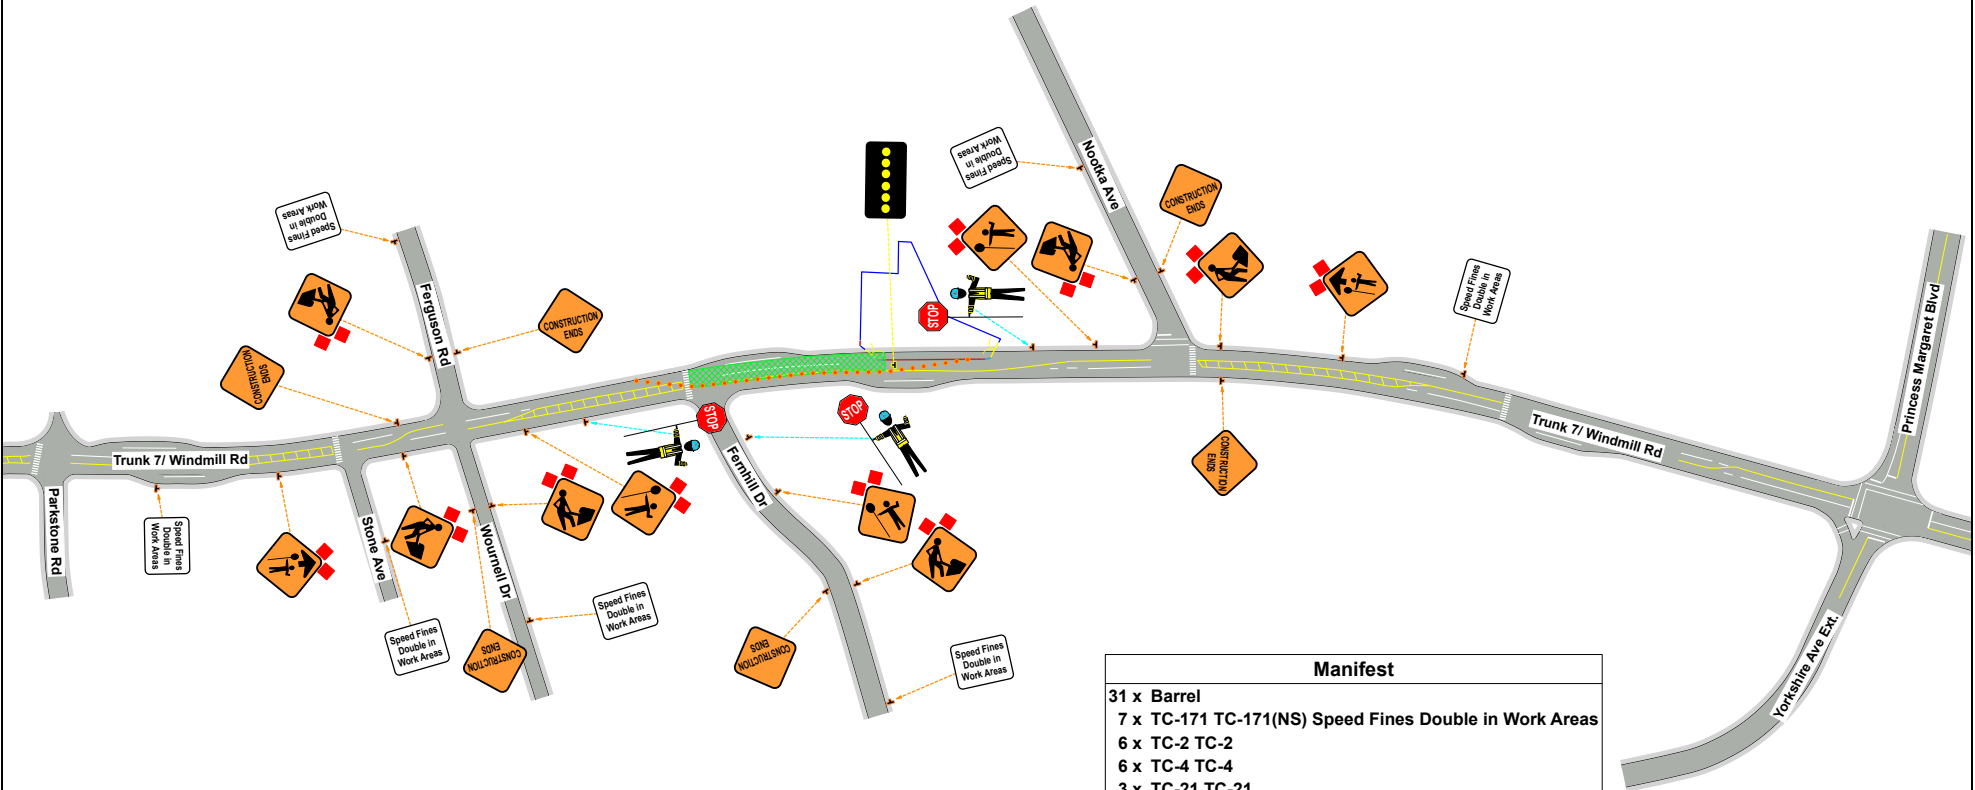 Speed Fines
Double in
Work Areas
Ferguson Rd
CONSTRUCTION
ENDS
CONSTRUCTION
ENDS
Speed Fines
Double in
Work Areas
Nootka Ave
CONSTRUCTION
ENDS
STOP
Speed Fines
Double in
Work Areas
Princess Margaret Blvd
Trunk 7/ Windmill Rd
Parkstone Rd
Speed Fines
Double in
Work Areas
Stone Ave
Wournell Dr
Speed Fines
Double in
Work Areas
CONSTRUCTION
ENDS
Speed Fines
Double in
Work Areas
STOP
STOP
Fernhill Dr
CONSTRUCTION
ENDS
Speed Fines
Double in
Work Areas
CONSTRUCTION
ENDS
Trunk 7/ Windmill Rd
Yorkshire Ave Ext.
Manifest
31 x Barrel
7 x TC-171 TC-171(NS) Speed Fines Double in Work Areas
6 x TC-2 TC-2
6 x TC-4 TC-4
3 x TC-21 TC-21